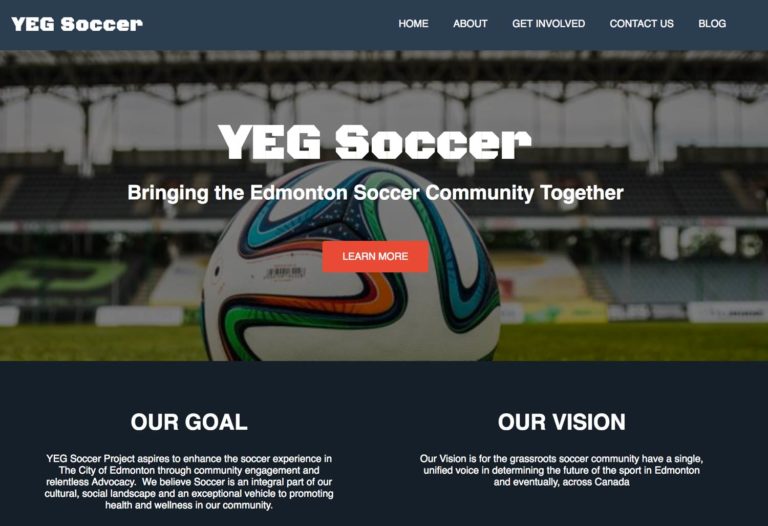 YEG Soccer
HOME ABOUT GET INVOLVED CONTACT US BLOG
YEG Soccer
Bringing the Edmonton Soccer Community Together
LEARN MORE
OUR GOAL
YEG Soccer Project aspires to enhance the soccer experience in
The City of Edmonton through community engagement and
relentless Advocacy. We believe Soccer is an integral part of our
cultural, social landscape and an exceptional vehicle to promoting
health and wellness in our community.
OUR VISION
Our Vision is for the grassroots soccer community have a single,
unified voice in determining the future of the sport in Edmonton
and eventually, across Canada